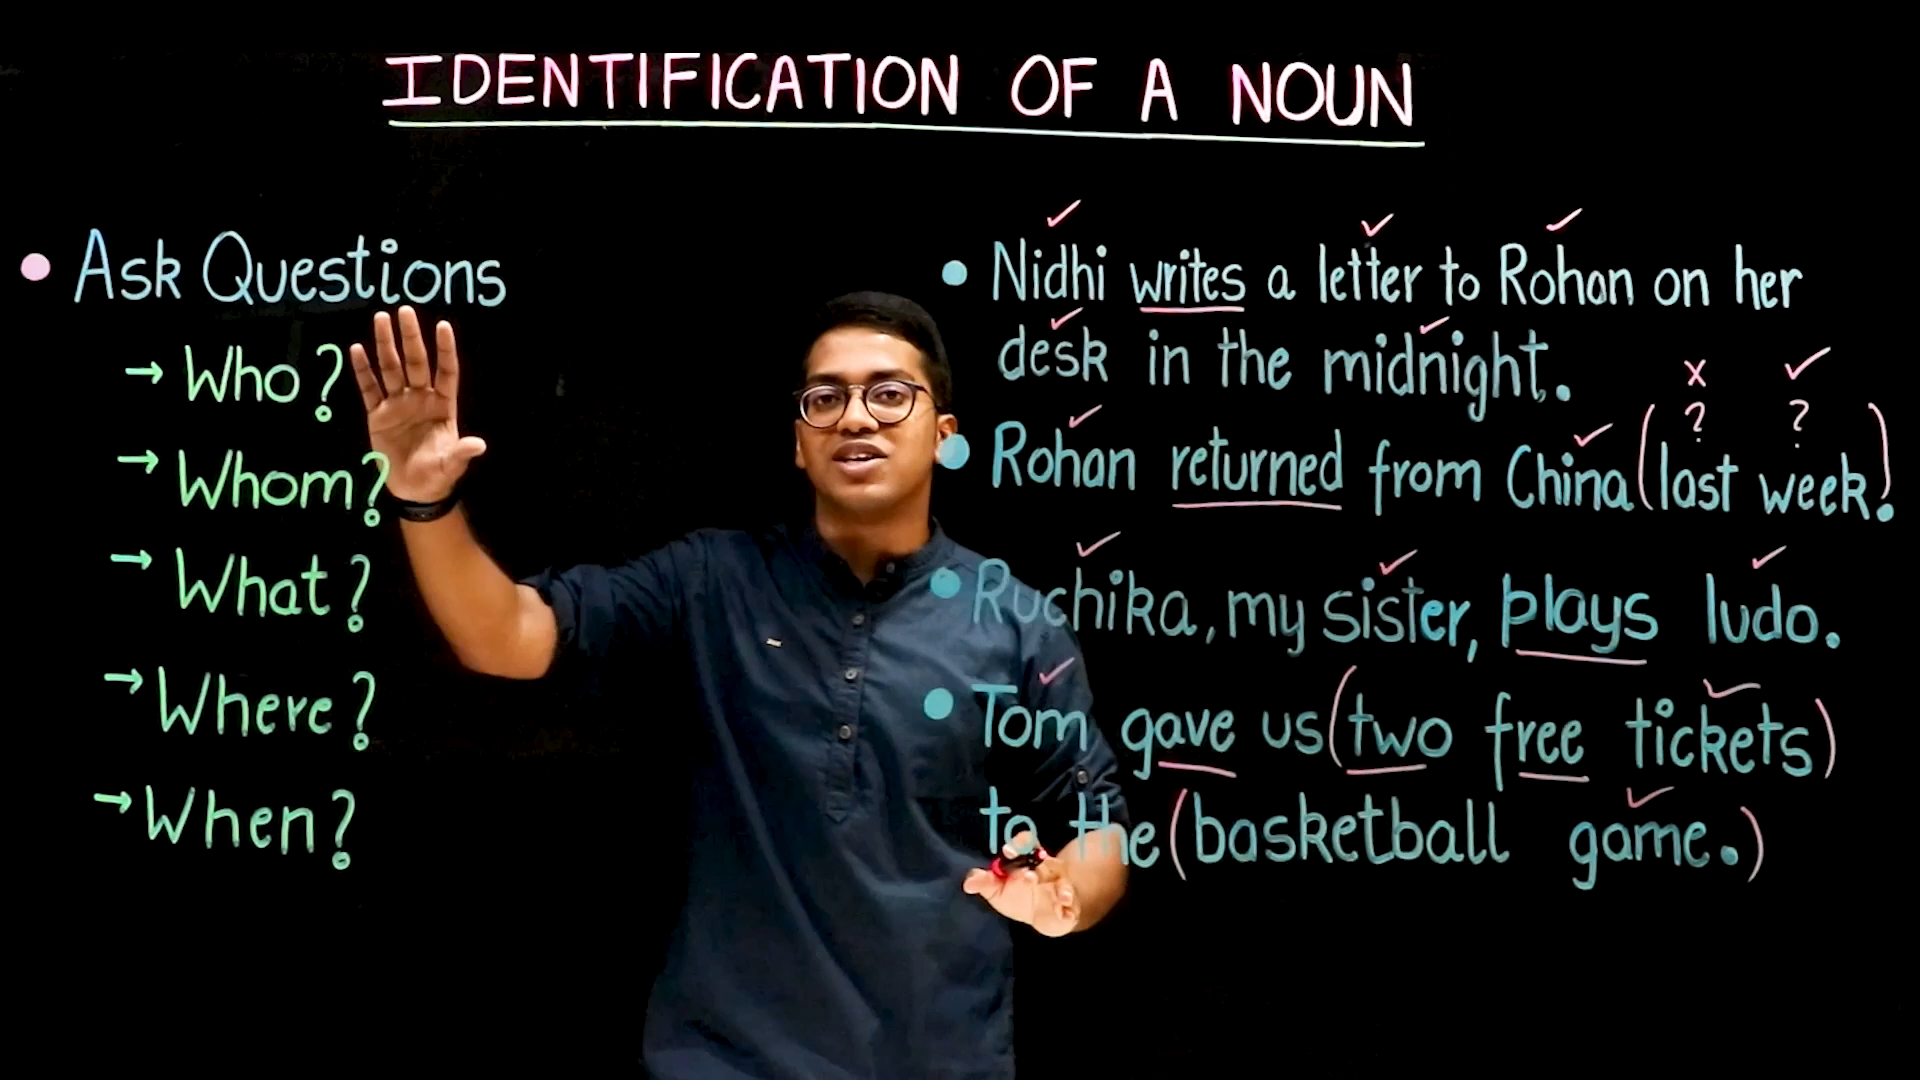 IDENTIFICATION OF A NOUN
• Ask Questions
→ Who?
→ Whom?
→ What?
→ Where?
→ When?
• Nidhi writes a letter to Rohan on her
desk in the midnight.
• Rohan returned from China (last week.)
• Ruchika, my sister, plays ludo.
• Tom gave us (two free tickets)
to the (basketball game.)